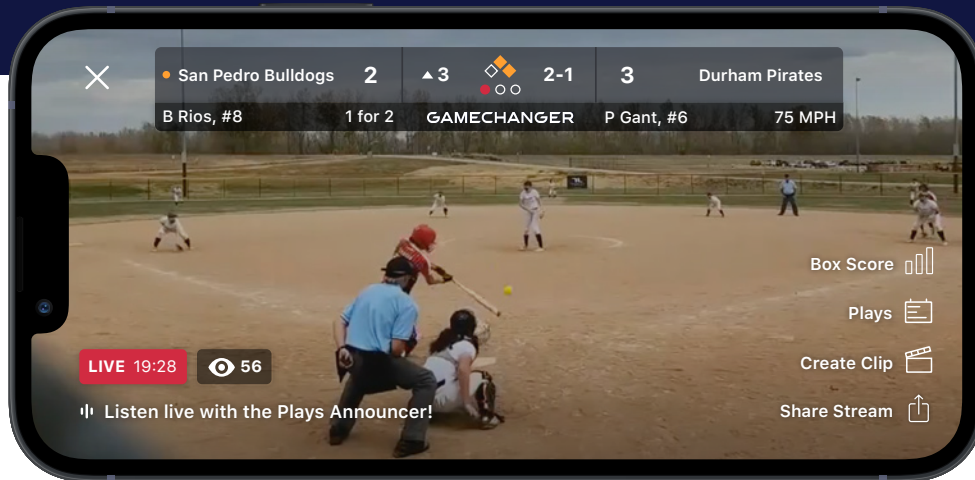 San Pedro Bulldogs 2 ▲3 2-1 3 Durham Pirates
B Rios, #8 1 for 2 GAMECHANGER P Gant, #6 75 MPH
Box Score
Plays
LIVE 19:28 56
Create Clip
Listen live with the Plays Announcer!
Share Stream